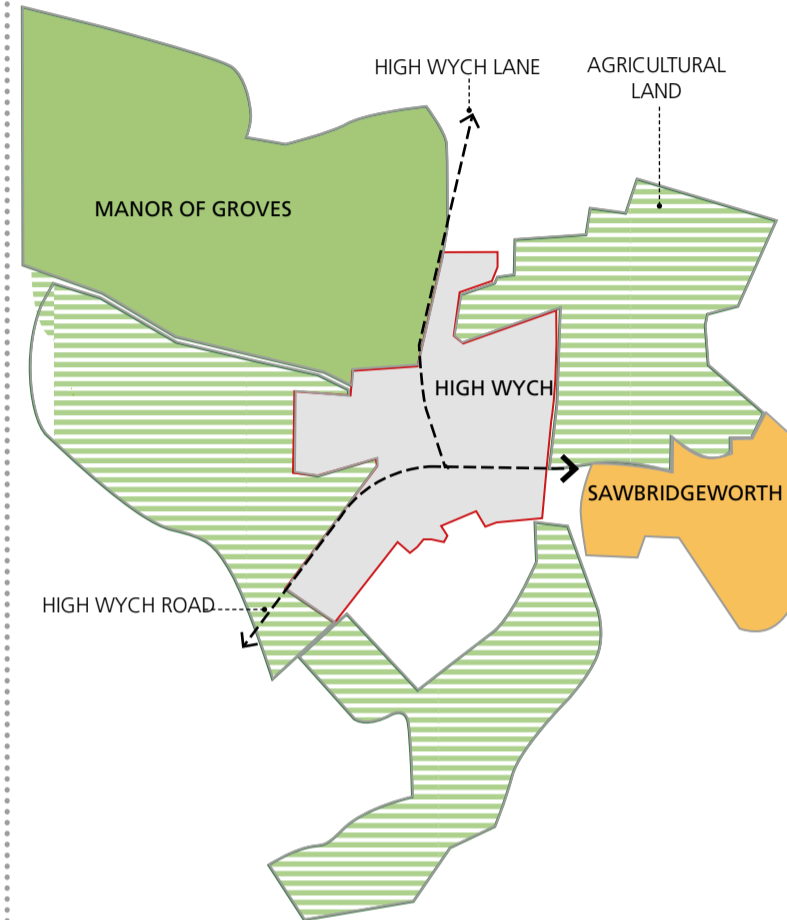 HIGH WYCH LANE
AGRICULTURAL
LAND
MANOR OF GROVES
HIGH WYCH
SAWBRIDGEWORTH
HIGH WYCH ROAD